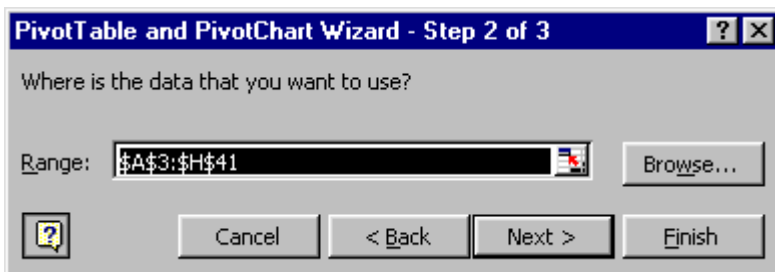 PivotTable and PivotChart Wizard - Step 2 of 3
Where is the data that you want to use?
Range: $A$3:$H$41 Browse...
Cancel < Back Next > Finish